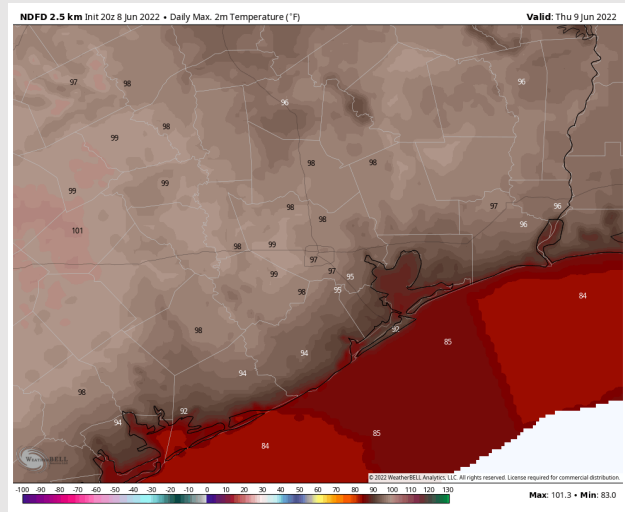 NDFD 2.5 km Init 20z 8 Jun 2022 • Daily Max. 2m Temperature (°F) Valid: Thu 9 Jun 2022
97 98 96 96
99 98
98 98
99 99
98 97 96
98 96
101
98 99
97
99 97 95
98 95 84
98 92
85
94
94
98
92
94
85
84
WeatherBELL
© 2022 WeatherBELL Analytics, LLC. All rights reserved. License required for commercial distribution.
-100 -90 -80 -70 -60 -50 -40 -30 -20 -10 0 10 20 30 40 50 60 70 80 90 100 110 120 130
Max: 101.3 • Min: 83.0